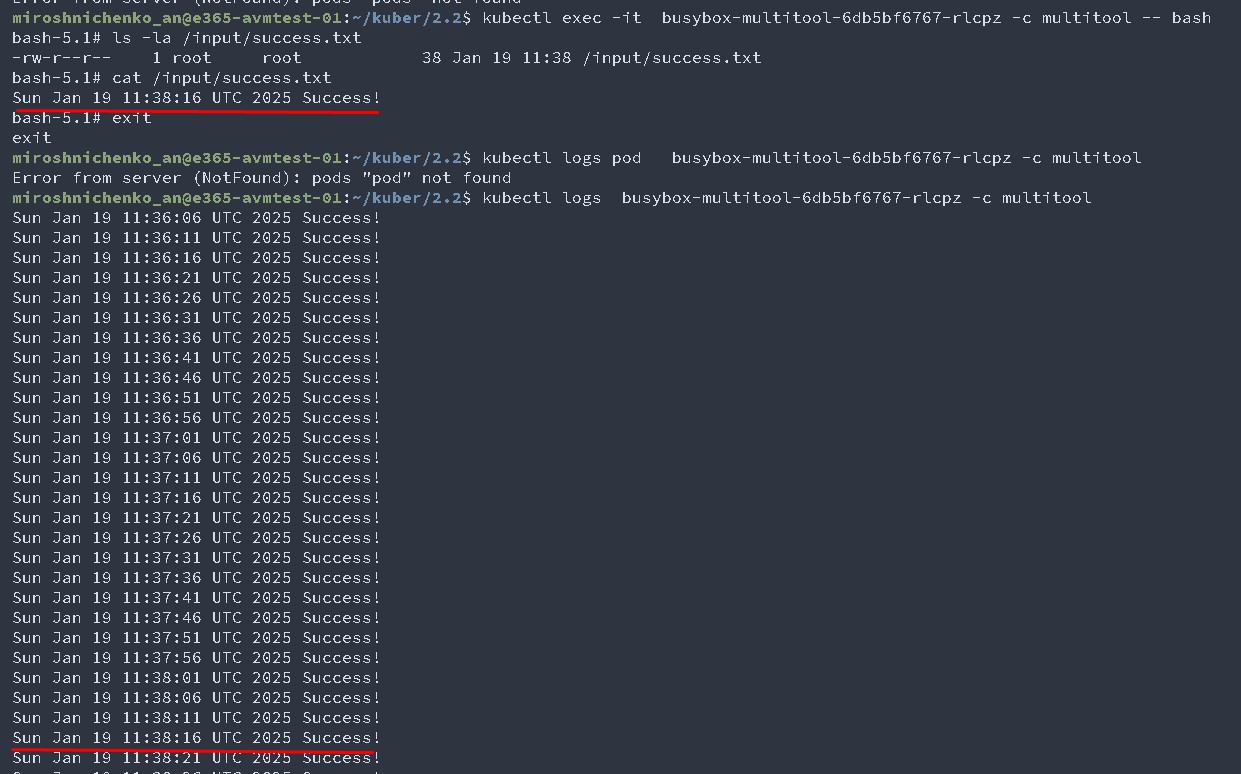 miroshnichenko_an@e365-avmtest-01:~/kuber/2.2$ kubectl exec -it  busybox-multitool-6db5bf6767-rlcpz -c multitool -- bash
bash-5.1# ls -la /input/success.txt
-rw-r--r--    1 root     root            38 Jan 19 11:38 /input/success.txt
bash-5.1# cat /input/success.txt
Sun Jan 19 11:38:16 UTC 2025 Success!
bash-5.1# exit
exit
miroshnichenko_an@e365-avmtest-01:~/kuber/2.2$ kubectl logs pod   busybox-multitool-6db5bf6767-rlcpz -c multitool
Error from server (NotFound): pods "pod" not found
miroshnichenko_an@e365-avmtest-01:~/kuber/2.2$ kubectl logs  busybox-multitool-6db5bf6767-rlcpz -c multitool
Sun Jan 19 11:36:06 UTC 2025 Success!
Sun Jan 19 11:36:11 UTC 2025 Success!
Sun Jan 19 11:36:16 UTC 2025 Success!
Sun Jan 19 11:36:21 UTC 2025 Success!
Sun Jan 19 11:36:26 UTC 2025 Success!
Sun Jan 19 11:36:31 UTC 2025 Success!
Sun Jan 19 11:36:36 UTC 2025 Success!
Sun Jan 19 11:36:41 UTC 2025 Success!
Sun Jan 19 11:36:46 UTC 2025 Success!
Sun Jan 19 11:36:51 UTC 2025 Success!
Sun Jan 19 11:36:56 UTC 2025 Success!
Sun Jan 19 11:37:01 UTC 2025 Success!
Sun Jan 19 11:37:06 UTC 2025 Success!
Sun Jan 19 11:37:11 UTC 2025 Success!
Sun Jan 19 11:37:16 UTC 2025 Success!
Sun Jan 19 11:37:21 UTC 2025 Success!
Sun Jan 19 11:37:26 UTC 2025 Success!
Sun Jan 19 11:37:31 UTC 2025 Success!
Sun Jan 19 11:37:36 UTC 2025 Success!
Sun Jan 19 11:37:41 UTC 2025 Success!
Sun Jan 19 11:37:46 UTC 2025 Success!
Sun Jan 19 11:37:51 UTC 2025 Success!
Sun Jan 19 11:37:56 UTC 2025 Success!
Sun Jan 19 11:38:01 UTC 2025 Success!
Sun Jan 19 11:38:06 UTC 2025 Success!
Sun Jan 19 11:38:11 UTC 2025 Success!
Sun Jan 19 11:38:16 UTC 2025 Success!
Sun Jan 19 11:38:21 UTC 2025 Success!